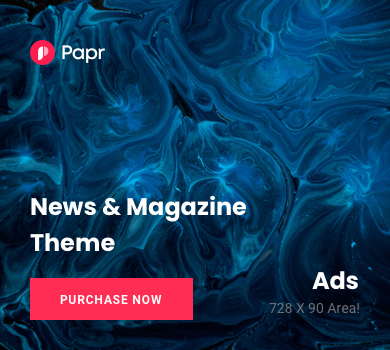 Papr
News & Magazine
Theme
PURCHASE NOW
Ads
728 X 90 Area!